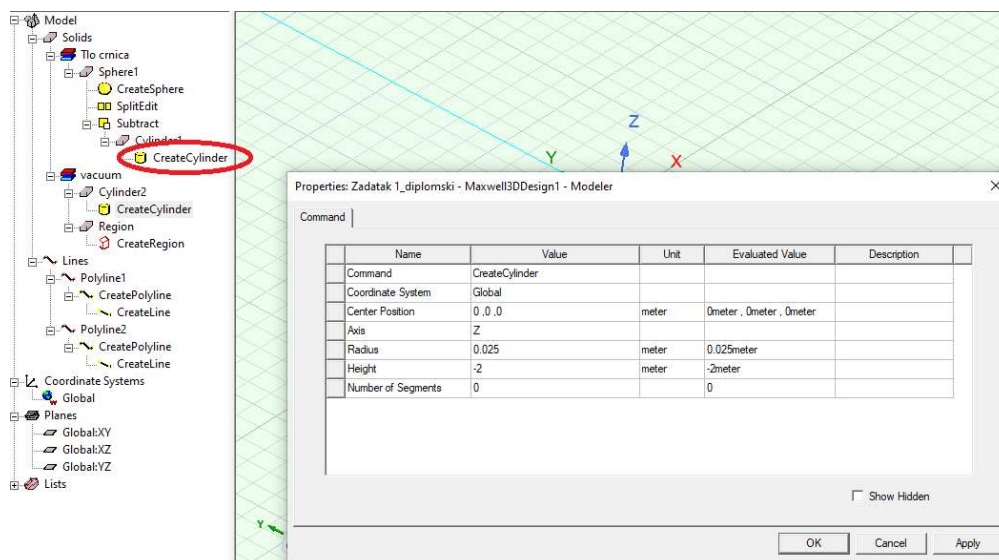 Model
Solids
Tlo crnica
Sphere1
CreateSphere
SplitEdit
Subtract
Cylinder1
CreateCylinder
vacuum
Cylinder2
CreateCylinder
Region
CreateRegion
Lines
Polyline1
CreatePolyline
CreateLine
Polyline2
CreatePolyline
CreateLine
Coordinate Systems
Global
Planes
Global:XY
Global:XZ
Global:YZ
Lists
Z
Y
X
Y
Properties: Zadatak 1_diplomski - Maxwell3DDesign1 - Modeler
Command
Name Value Unit Evaluated Value Description
Command CreateCylinder
Coordinate System Global
Center Position 0 ,0 ,0 meter 0meter , 0meter , 0meter
Axis Z
Radius 0.025 meter 0.025meter
Height -2 meter -2meter
Number of Segments 0 0
Show Hidden
OK Cancel Apply